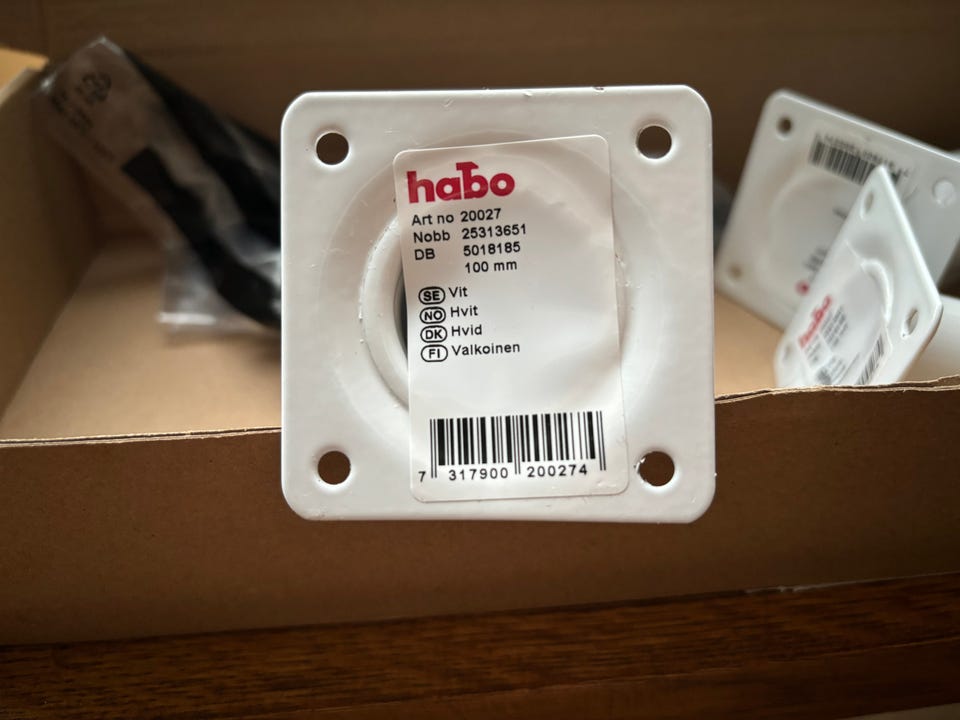 habo
Art no 20027
Nobb 25313651
DB 5018185
100 mm
SE Vit
NO Hvit
DK Hvid
FI Valkoinen
7 317900 200274
habo